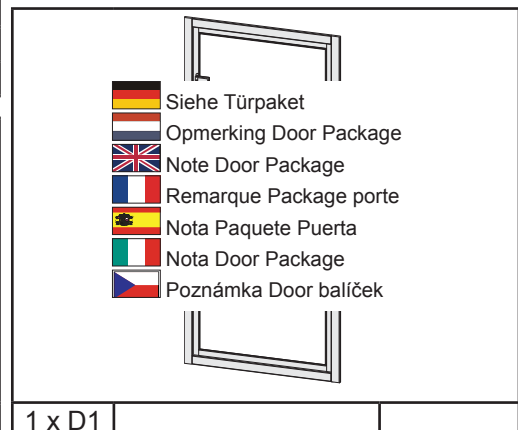 Siehe Türpaket
Opmerking Door Package
Note Door Package
Remarque Package porte
Nota Paquete Puerta
Nota Door Package
Poznámka Door balíček
1 x D1